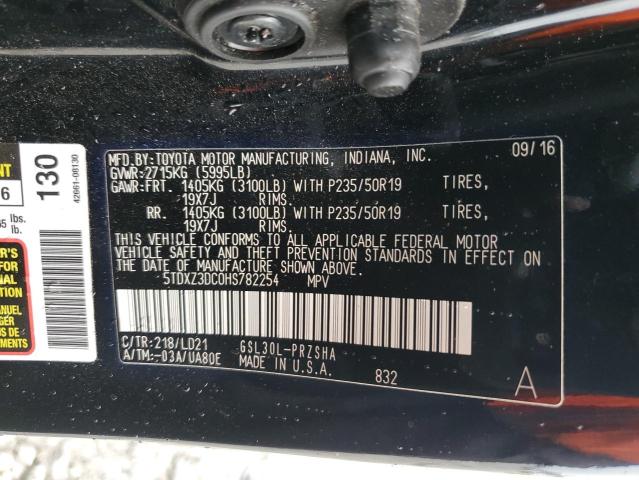 MFD.BY:TOYOTA MOTOR MANUFACTURING, INDIANA, INC. 09/16
GVWR:2715KG (5995LB)
GAWR:FRT. 1405KG (3100LB) WITH P235/50R19 TIRES,
19X7J RIMS.
RR. 1405KG (3100LB) WITH P235/50R19 TIRES,
19X7J RIMS.
THIS VEHICLE CONFORMS TO ALL APPLICABLE FEDERAL MOTOR
VEHICLE SAFETY AND THEFT PREVENTION STANDARDS IN EFFECT ON
THE DATE OF MANUFACTURE SHOWN ABOVE.
5TDXZ3DC0HS782254 MPV
C/TR:218/LD21 GSL30L-PRZSHA
A/TM:-03A/UA80E MADE IN U.S.A. 832 A
130
42661-08130
lbs.
FOR
MANUEL